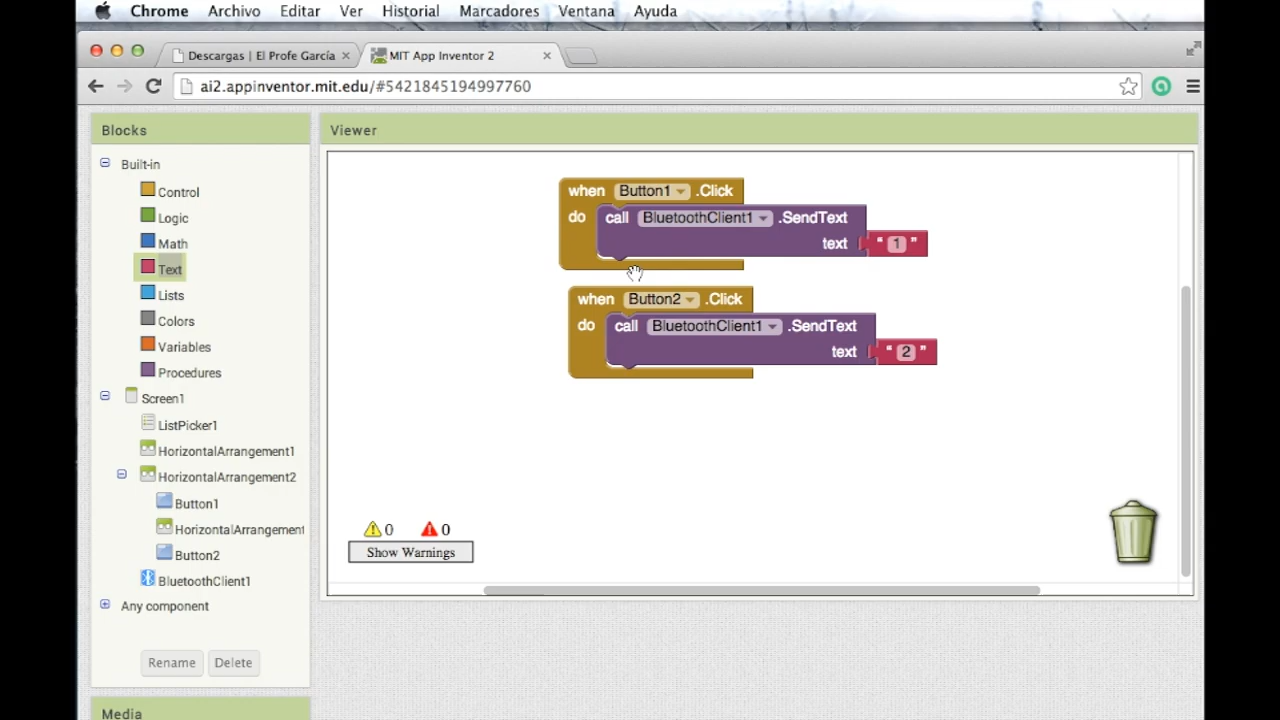 Chrome Archivo Editar Ver Historial Marcadores Ventana Ayuda
Descargas | El Profe García
MIT App Inventor 2
ai2.appinventor.mit.edu/#5421845194997760
Blocks
Built-in
Control
Logic
Math
Text
Lists
Colors
Variables
Procedures
Screen1
ListPicker1
HorizontalArrangement1
HorizontalArrangement2
Button1
HorizontalArrangement
Button2
BluetoothClient1
Any component
Rename Delete
Media
Viewer
when Button1 .Click
do call BluetoothClient1 .SendText
text " 1 "
when Button2 .Click
do call BluetoothClient1 .SendText
text " 2 "
0 0
Show Warnings